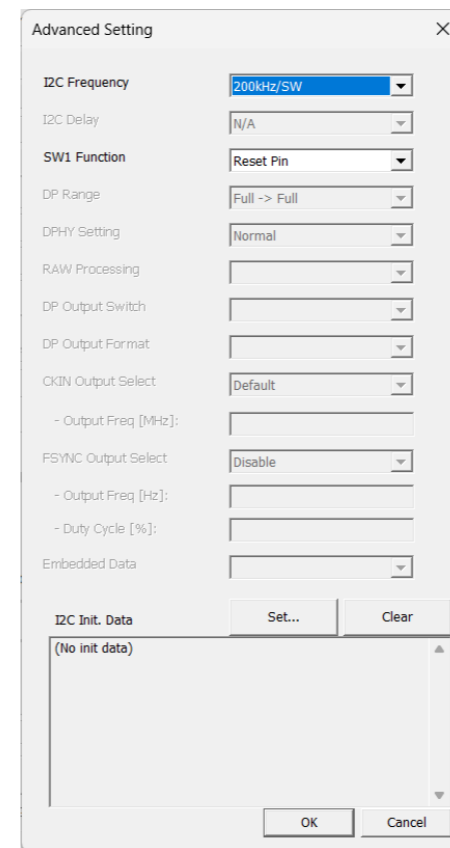 Advanced Setting
I2C Frequency 200kHz/SW
I2C Delay N/A
SW1 Function Reset Pin
DP Range Full -> Full
DPHY Setting Normal
RAW Processing
DP Output Switch
DP Output Format
CKIN Output Select Default
- Output Freq [MHz]:
FSYNC Output Select Disable
- Output Freq [Hz]:
- Duty Cycle [%]:
Embedded Data
I2C Init. Data Set... Clear
(No init data)
OK Cancel